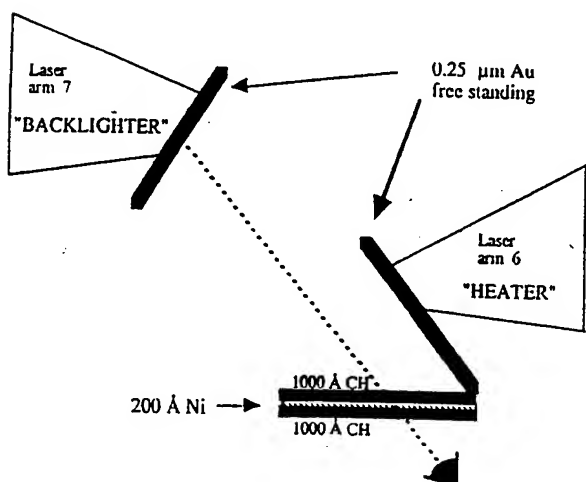 Laser
arm 7
"BACKLIGHTER"
0.25 µm Au
free standing
Laser
arm 6
"HEATER"
1000 Å CH
200 Å Ni
1000 Å CH